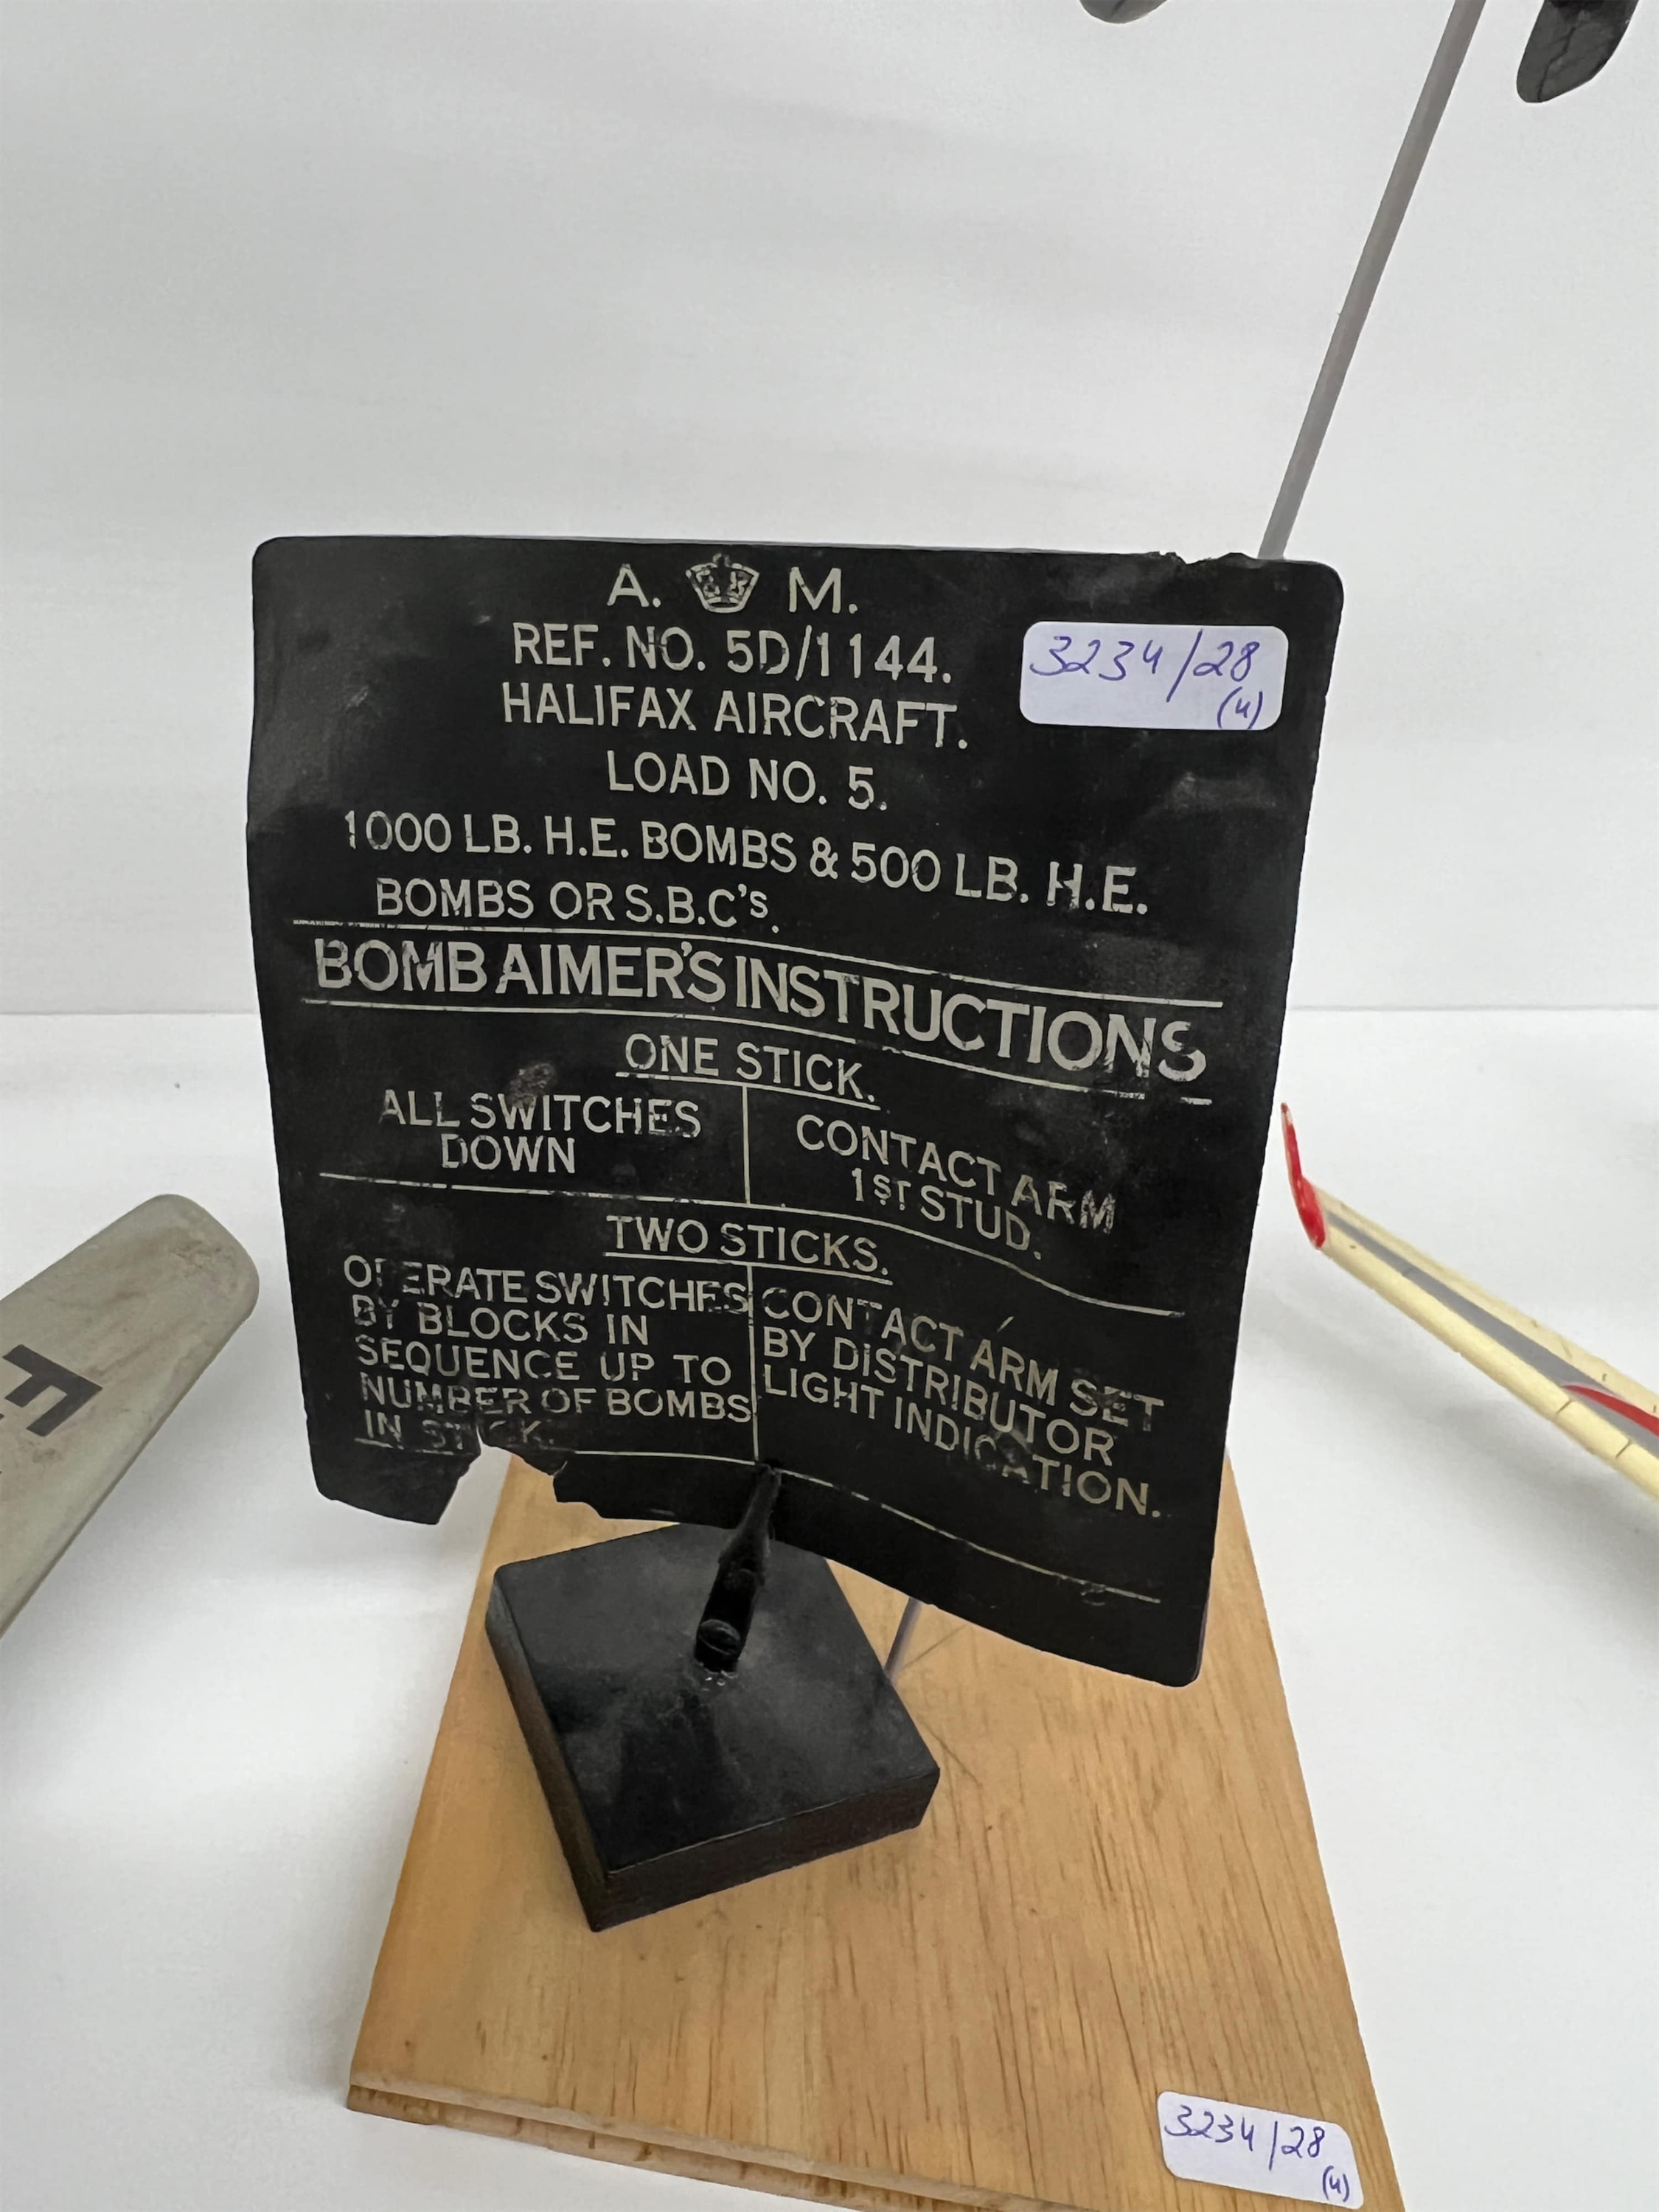 A. M.
REF. NO. 5D/1144.
HALIFAX AIRCRAFT.
LOAD NO. 5.
1000 LB. H.E. BOMBS & 500 LB. H.E.
BOMBS OR S.B.C's.
BOMB AIMER'S INSTRUCTIONS
ONE STICK.
ALL SWITCHES
DOWN
CONTACT ARM
1ST STUD.
TWO STICKS.
OPERATE SWITCHES
BY BLOCKS IN
SEQUENCE UP TO
NUMBER OF BOMBS
IN STICK.
CONTACT ARM SET
BY DISTRIBUTOR
LIGHT INDICATION.
3234/28
(4)
F
3234/28
(4)